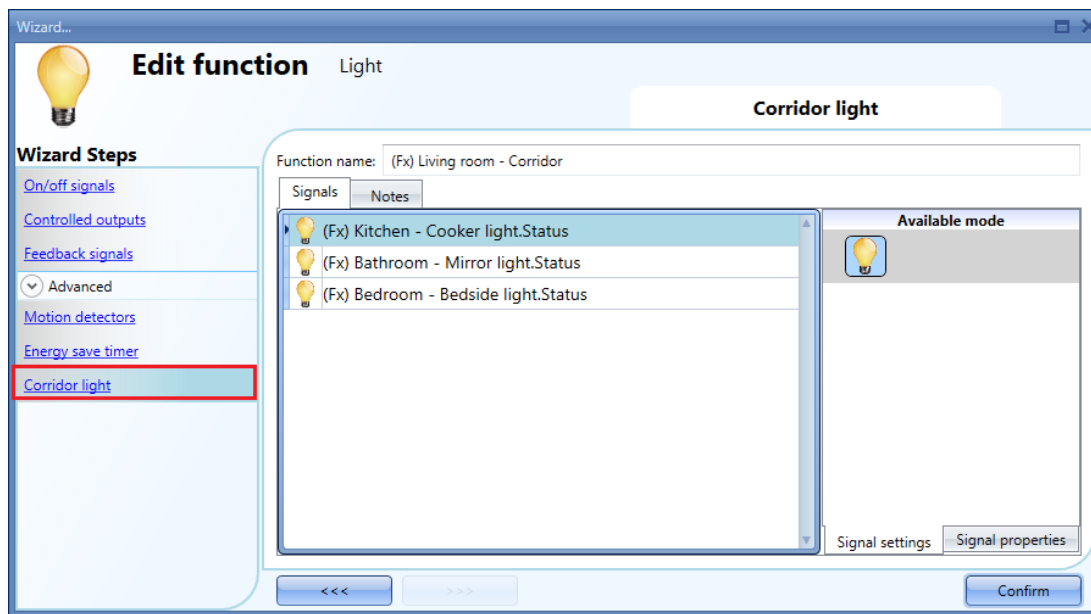 Wizard...
Edit function Light
Corridor light
Wizard Steps
On/off signals
Controlled outputs
Feedback signals
Advanced
Motion detectors
Energy save timer
Corridor light
Function name: (Fx) Living room - Corridor
Signals Notes
(Fx) Kitchen - Cooker light.Status
(Fx) Bathroom - Mirror light.Status
(Fx) Bedroom - Bedside light.Status
Available mode
Signal settings Signal properties
<<< >>> Confirm